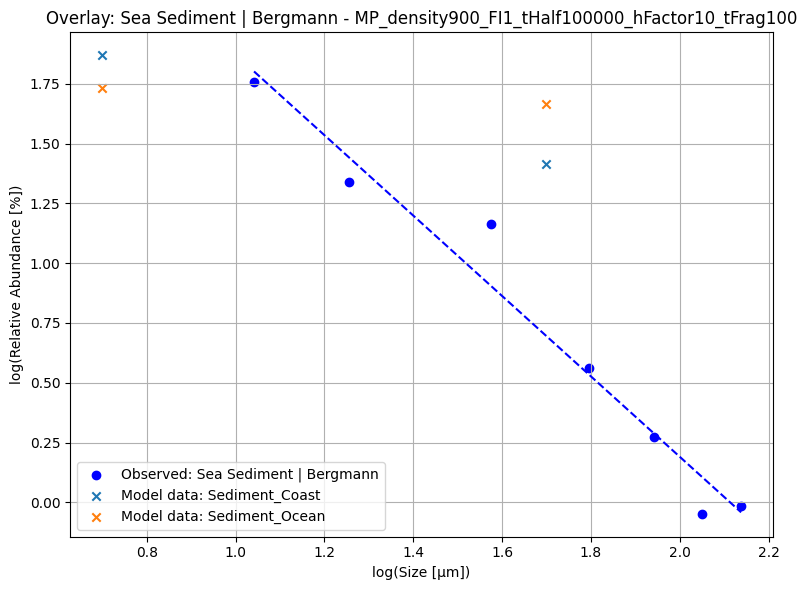 Overlay: Sea Sediment | Bergmann - MP_density900_FI1_tHalf100000_hFactor10_tFrag100
log(Relative Abundance [%])
1.75
1.50
1.25
1.00
0.75
0.50
0.25
0.00
Observed: Sea Sediment | Bergmann
Model data: Sediment_Coast
Model data: Sediment_Ocean
0.8 1.0 1.2 1.4 1.6 1.8 2.0 2.2
log(Size [μm])